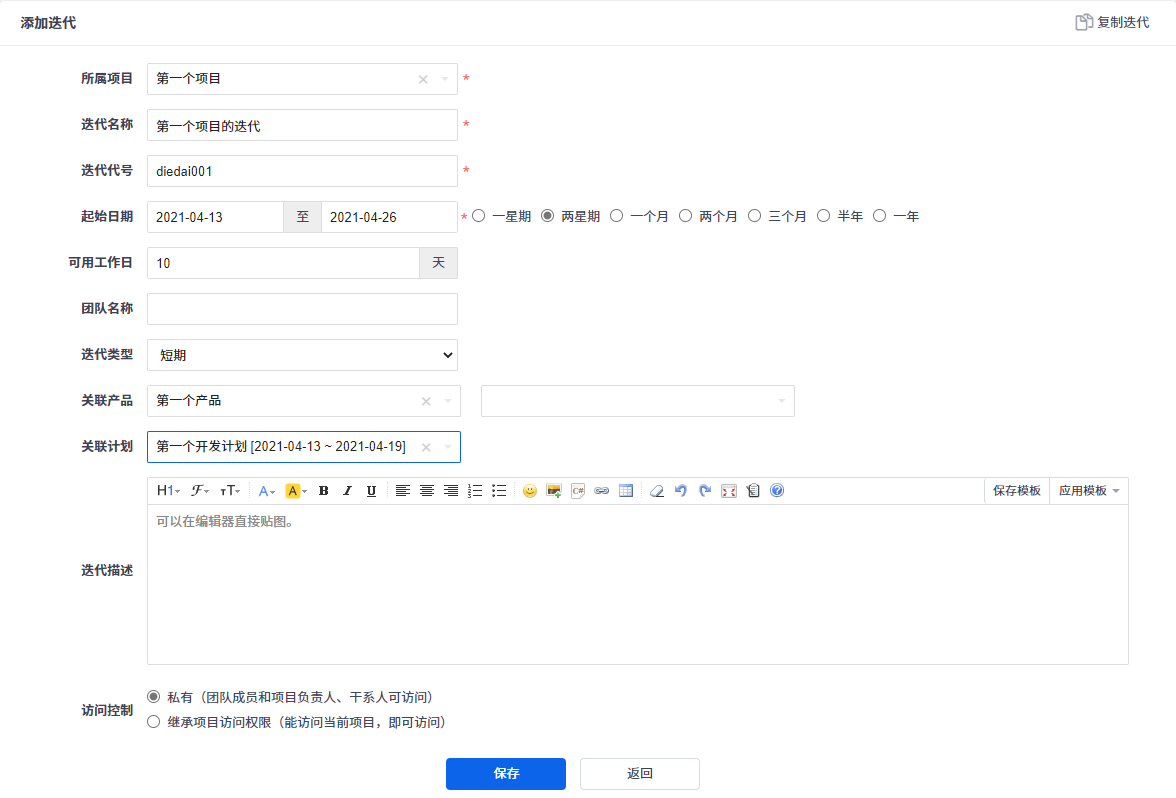 添加迭代 复制迭代
所属项目 第一个项目 *
迭代名称 第一个项目的迭代 *
迭代代号 diedai001 *
起始日期 2021-04-13 至 2021-04-26 * 一星期 两星期 一个月 两个月 三个月 半年 一年
可用工作日 10 天
团队名称
迭代类型 短期
关联产品 第一个产品
关联计划 第一个开发计划 [2021-04-13 ~ 2021-04-19]
H1 F TT A A B I U C# 保存模板 应用模板
可以在编辑器直接贴图。
迭代描述
访问控制
私有（团队成员和项目负责人、干系人可访问）
继承项目访问权限（能访问当前项目，即可访问）
保存 返回